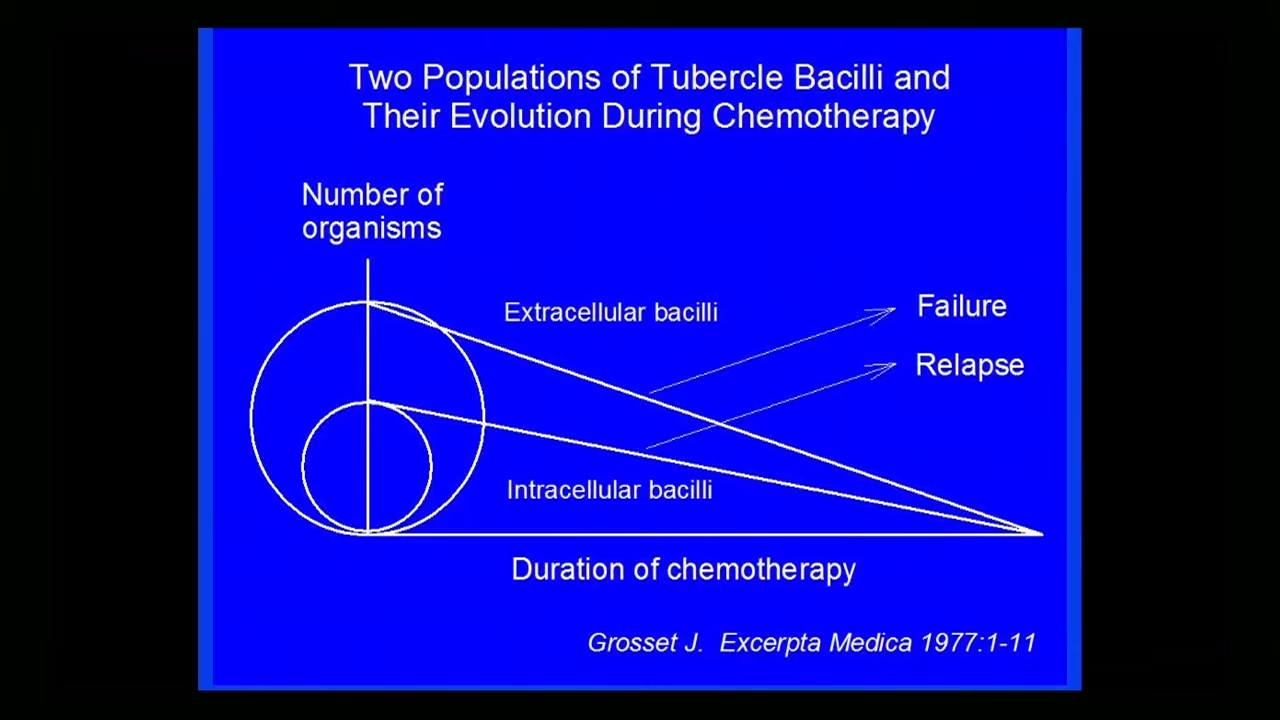 Two Populations of Tubercle Bacilli and
Their Evolution During Chemotherapy
Number of
organisms
Extracellular bacilli
Failure
Relapse
Intracellular bacilli
Duration of chemotherapy
Grosset J. Excerpta Medica 1977:1-11